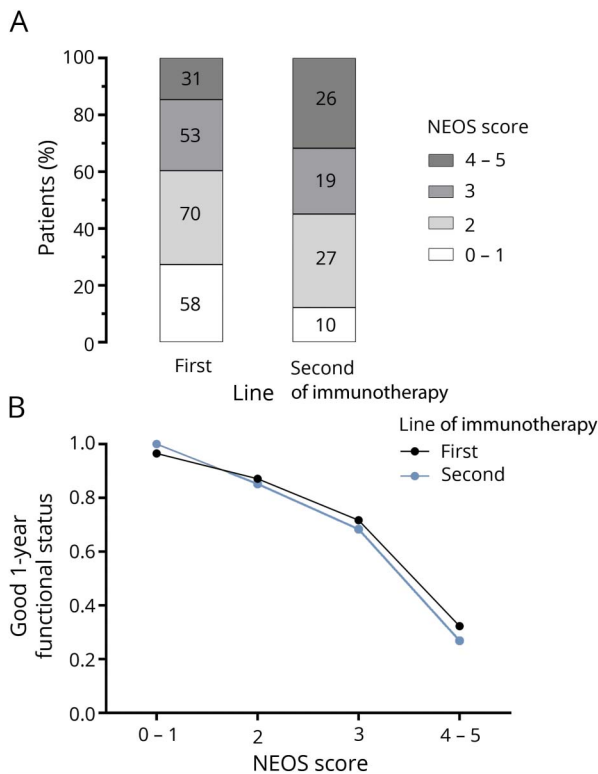 A
Patients (%)
100
80
60
40
20
0
31
53
70
58
26
19
27
10
First
Second
Line of immunotherapy
NEOS score
4 – 5
3
2
0 – 1
B
Line of immunotherapy
First
Second
Good 1-year
functional status
1.0
0.8
0.6
0.4
0.2
0.0
0 – 1
2
3
4 – 5
NEOS score